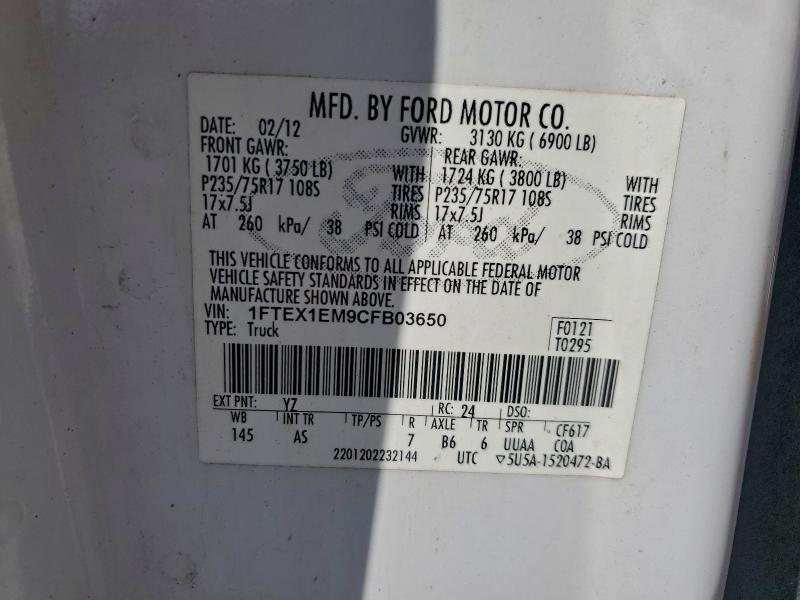 MFD. BY FORD MOTOR CO.
DATE: 02/12 GVWR: 3130 KG ( 6900 LB)
FRONT GAWR: REAR GAWR:
1701 KG ( 3750 LB) WITH 1724 KG ( 3800 LB) WITH
P235/75R17 108S TIRES P235/75R17 108S TIRES
17x7.5J RIMS 17x7.5J RIMS
AT 260 kPa/ 38 PSI COLD AT 260 kPa/ 38 PSI COLD
Ford
THIS VEHICLE CONFORMS TO ALL APPLICABLE FEDERAL MOTOR
VEHICLE SAFETY STANDARDS IN EFFECT ON THE DATE OF
MANUFACTURE SHOWN ABOVE.
VIN: 1FTEX1EM9CFB03650
TYPE: Truck
F0121
T0295
EXT PNT: YZ RC: 24 DSO:
WB INT TR TP/PS R AXLE TR SPR CF617
145 AS 7 B6 6 UUAA COA
2201202232144 UTC ▽5U5A-1520472-BA